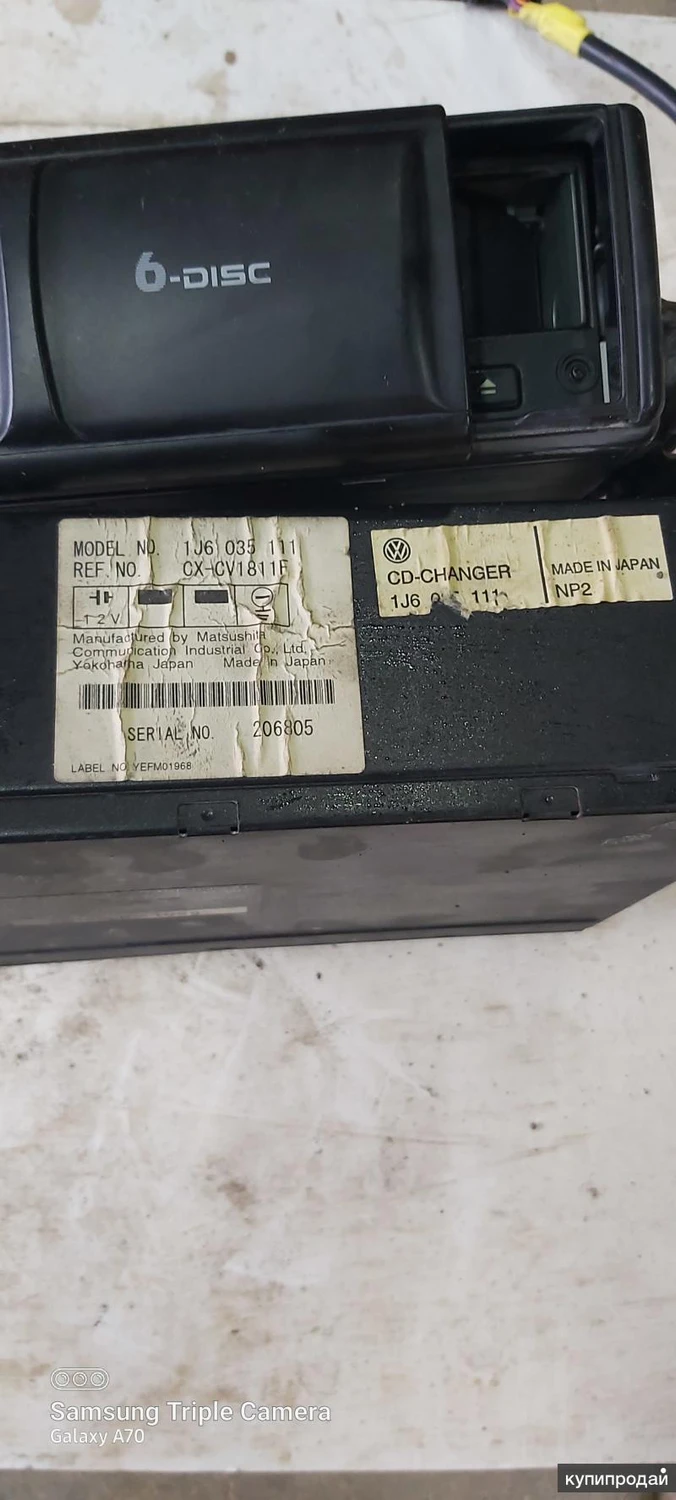 6-DISC
MODEL NO. 1J6 035 111
REF.NO. CX-CV1811F
12V
Manufactured by Matsushita
Communication Industrial Co., Ltd.
Yokohama Japan Made in Japan
SERIAL NO. 206805
LABEL NO. YEFM01968
CD-CHANGER
1J6 111
MADE IN JAPAN
NP2
Samsung Triple Camera
Galaxy A70
купипродай